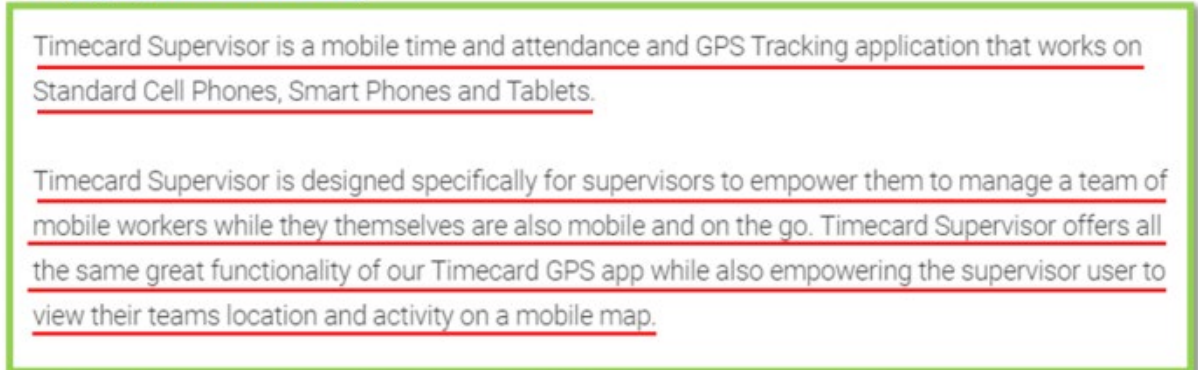 Timecard Supervisor is a mobile time and attendance and GPS Tracking application that works on
Standard Cell Phones, Smart Phones and Tablets.
Timecard Supervisor is designed specifically for supervisors to empower them to manage a team of
mobile workers while they themselves are also mobile and on the go. Timecard Supervisor offers all
the same great functionality of our Timecard GPS app while also empowering the supervisor user to
view their teams location and activity on a mobile map.